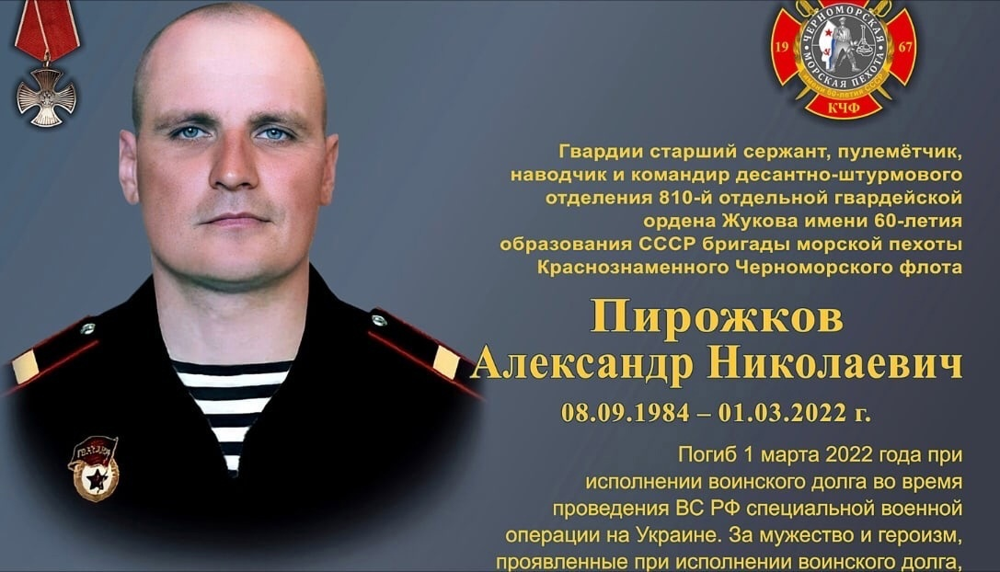 ЧЕРНОМОРСКАЯ
19 67
МОРСКАЯ ПЕХОТА
имени 60-летия СССР
КЧФ
Гвардии старший сержант, пулемётчик,
наводчик и командир десантно-штурмового
отделения 810-й отдельной гвардейской
ордена Жукова имени 60-летия
образования СССР бригады морской пехоты
Краснознаменного Черноморского флота
Пирожков
Александр Николаевич
08.09.1984 – 01.03.2022 г.
ГВАРДИЯ
Погиб 1 марта 2022 года при
исполнении воинского долга во время
проведения ВС РФ специальной военной
операции на Украине. За мужество и героизм,
проявленные при исполнении воинского долга,